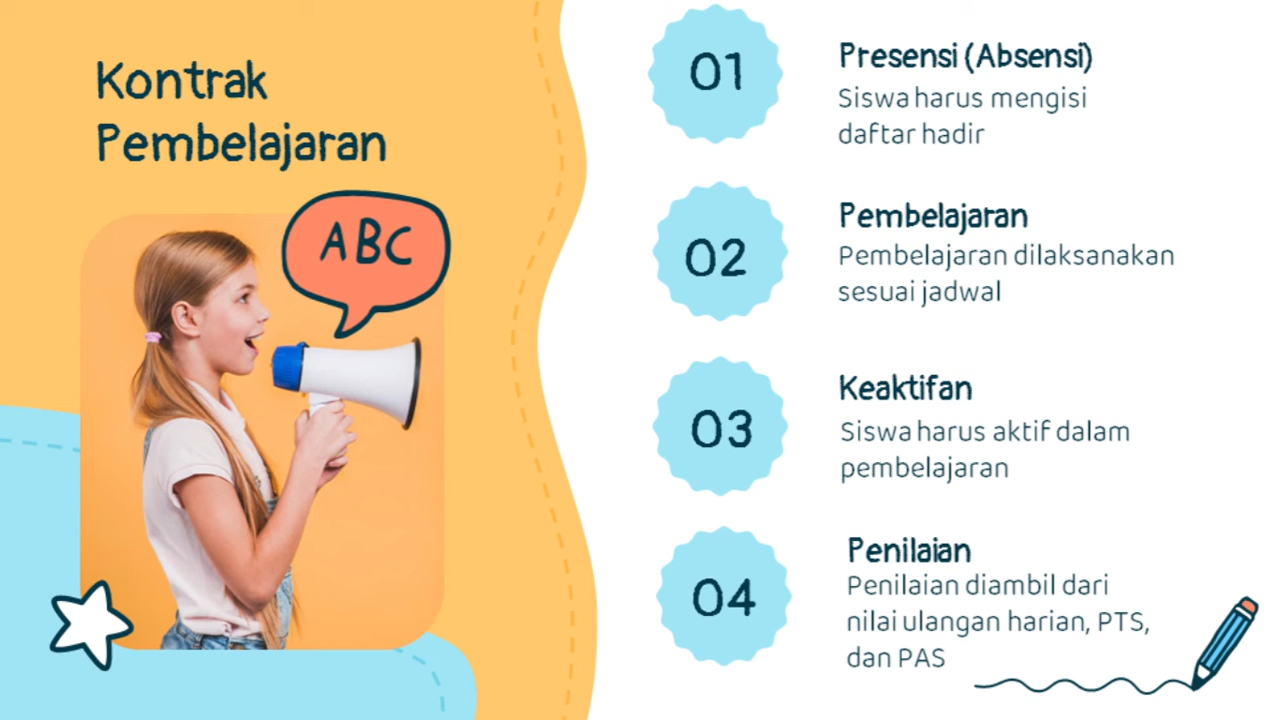 Kontrak
Pembelajaran
ABC
01
Presensi (Absensi)
Siswa harus mengisi
daftar hadir
02
Pembelajaran
Pembelajaran dilaksanakan
sesuai jadwal
03
Keaktifan
Siswa harus aktif dalam
pembelajaran
04
Penilaian
Penilaian diambil dari
nilai ulangan harian, PTS,
dan PAS